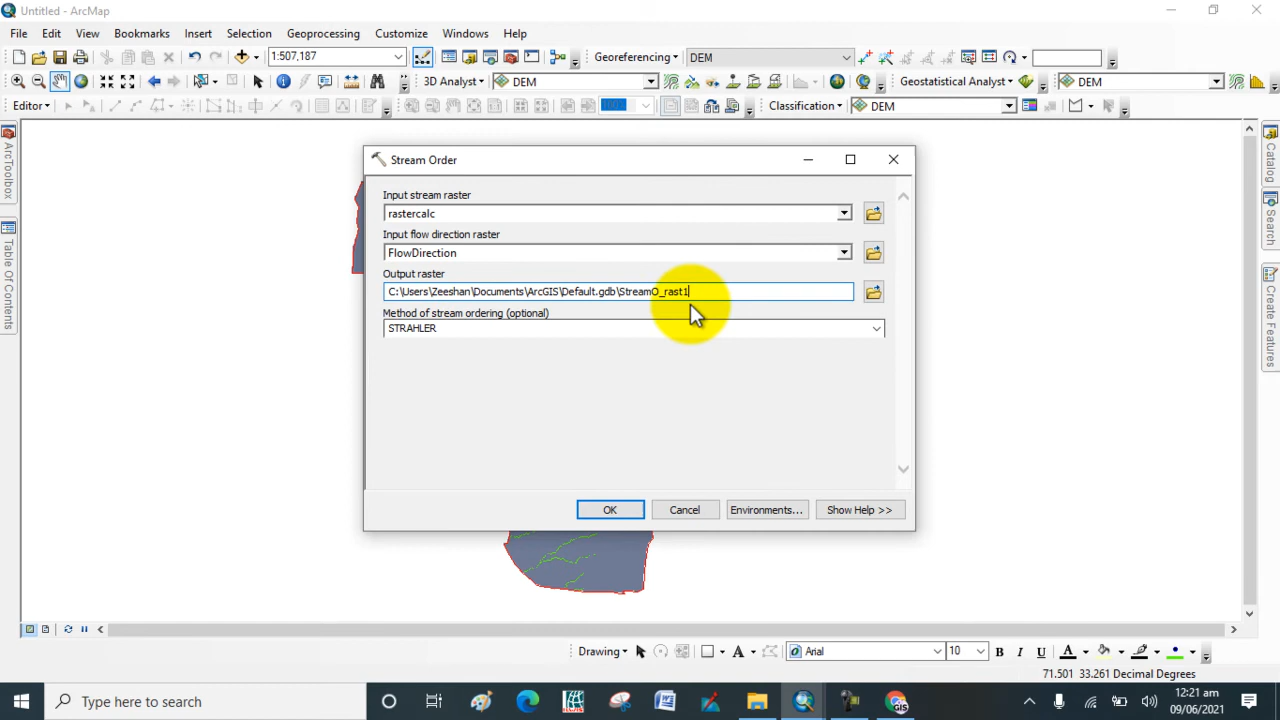 Untitled - ArcMap
File Edit View Bookmarks Insert Selection Geoprocessing Customize Windows Help
1:507,187 Georeferencing DEM
3D Analyst DEM Geostatistical Analyst DEM
Editor Classification DEM
ArcToolbox
Table Of Contents
Catalog
Search
Create Features
Stream Order
Input stream raster
rastercalc
Input flow direction raster
FlowDirection
Output raster
C:\Users\Zeeshan\Documents\ArcGIS\Default.gdb\StreamO_rast1
Method of stream ordering (optional)
STRAHLER
OK Cancel Environments... Show Help >>
Drawing A Arial 10 B I U A
71.501 33.261 Decimal Degrees
Type here to search
12:21 am
09/06/2021